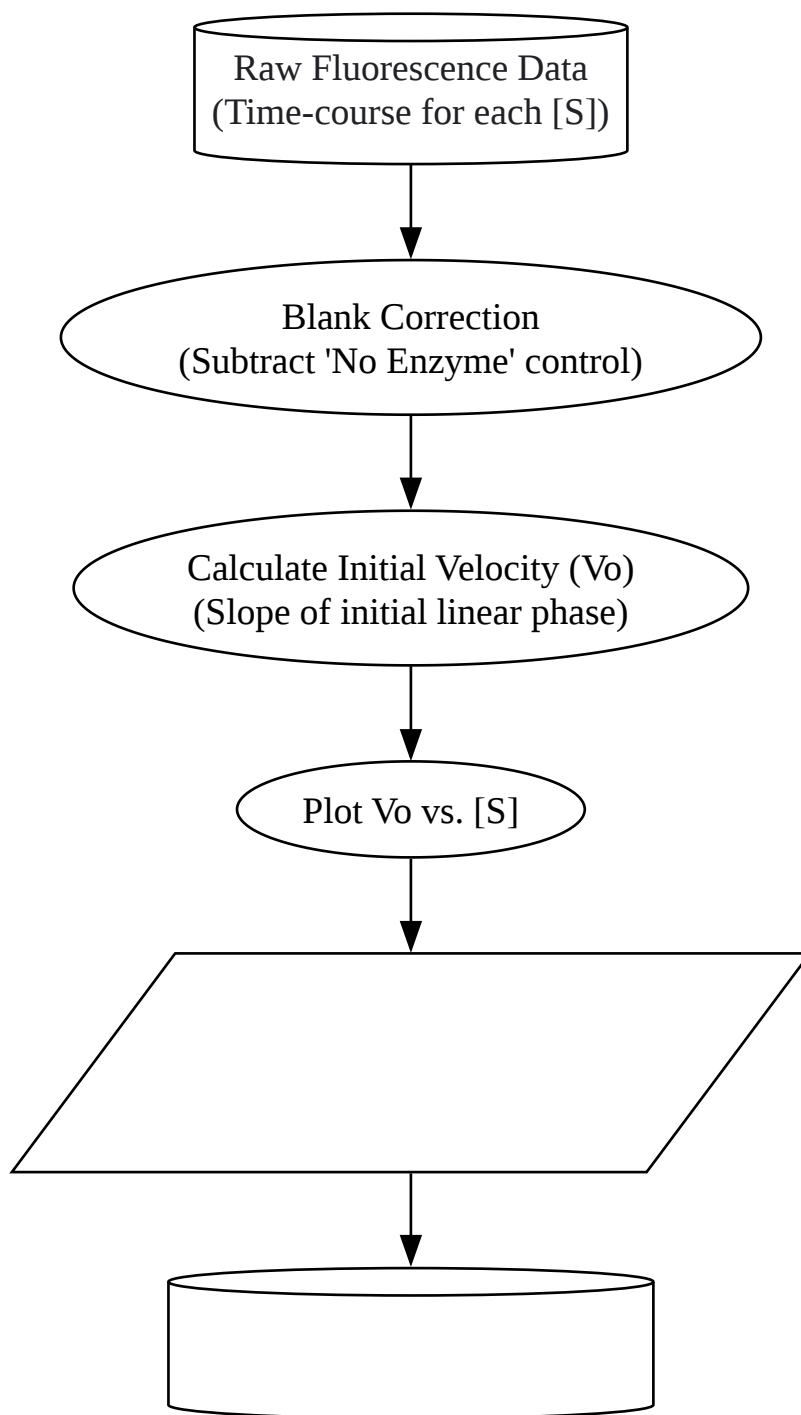 Raw Fluorescence Data
(Time-course for each [S])
Blank Correction
(Subtract 'No Enzyme' control)
Calculate Initial Velocity (Vo)
(Slope of initial linear phase)
Plot Vo vs. [S]